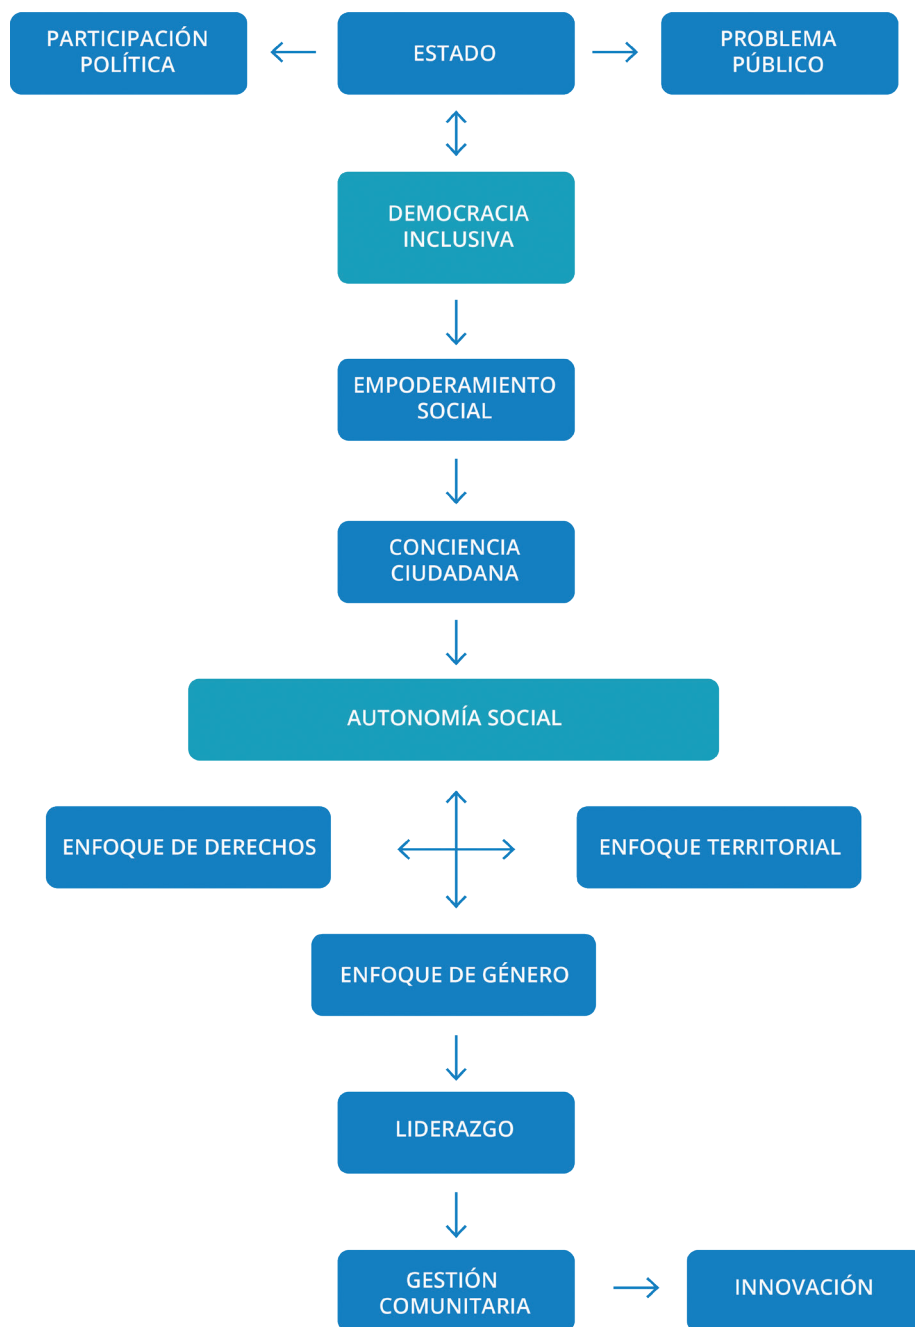 PARTICIPACIÓN
POLÍTICA
ESTADO
PROBLEMA
PÚBLICO
DEMOCRACIA
INCLUSIVA
EMPODERAMIENTO
SOCIAL
CONCIENCIA
CIUDADANA
AUTONOMÍA SOCIAL
ENFOQUE DE DERECHOS
ENFOQUE TERRITORIAL
ENFOQUE DE GÉNERO
LIDERAZGO
GESTIÓN
COMUNITARIA
INNOVACIÓN